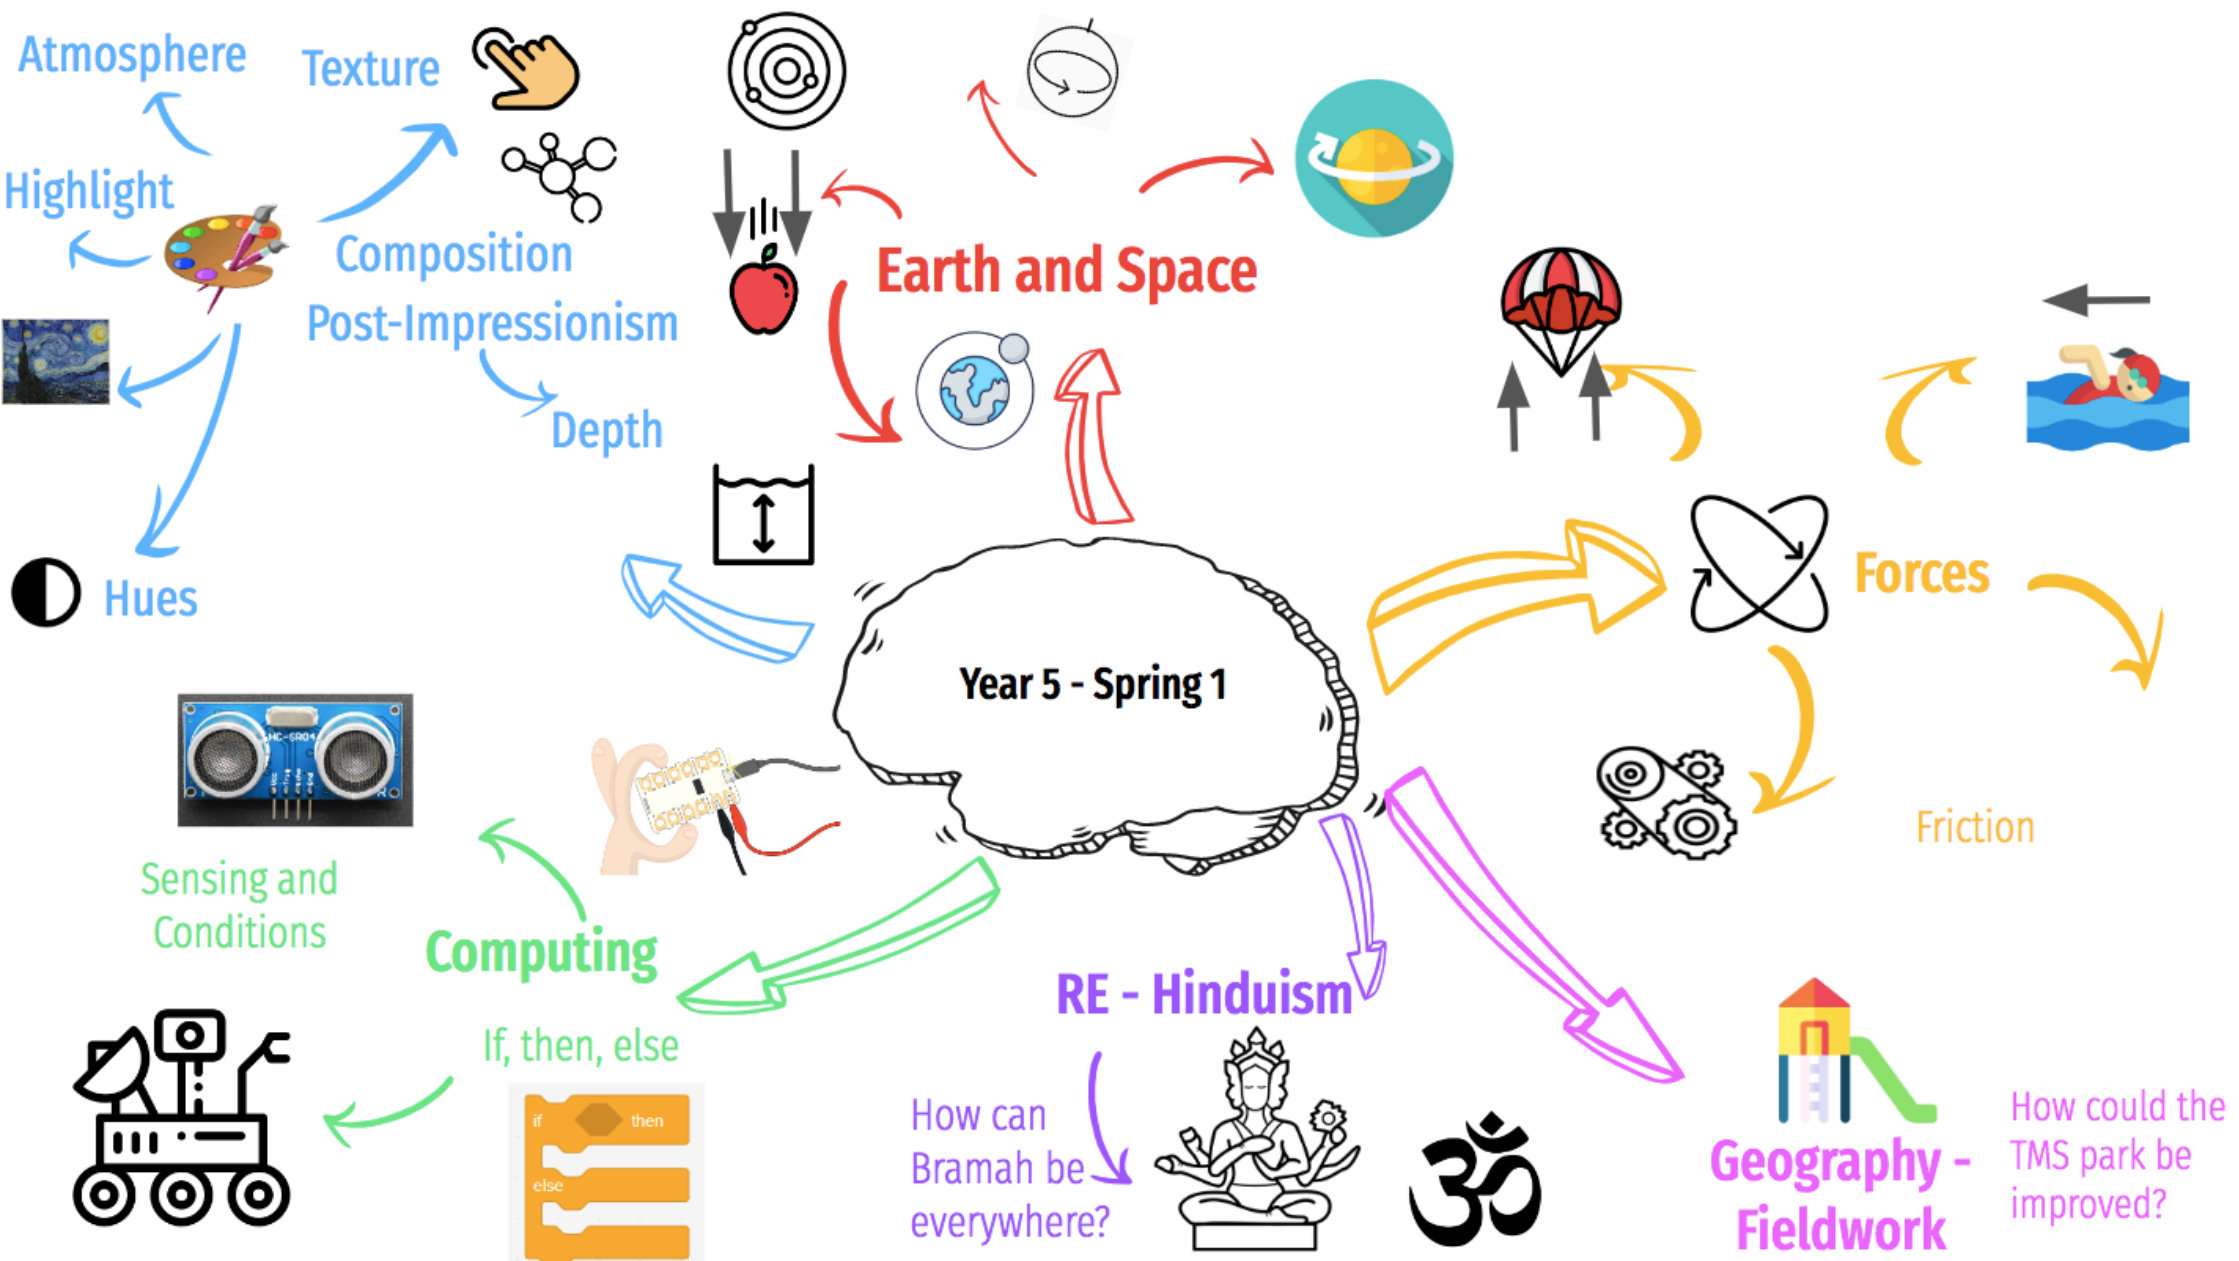 Atmosphere
Texture
Highlight
Composition
Post-Impressionism
Depth
Hues
Earth and Space
Forces
Friction
Year 5 - Spring 1
HC-SR04
Sensing and
Conditions
Computing
If, then, else
if then
else
RE - Hinduism
How can
Bramah be
everywhere?
ॐ
Geography -
Fieldwork
How could the
TMS park be
improved?